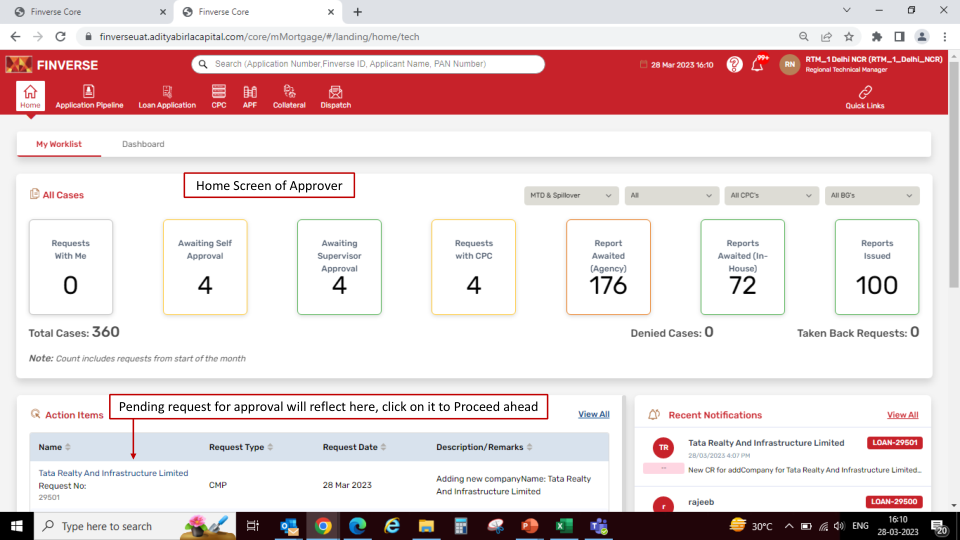 Finverse Core
Finverse Core
finverseuat.adityabirlacapital.com/core/mMortgage/#/landing/home/tech
FINVERSE
Search (Application Number,Finverse ID, Applicant Name, PAN Number)
28 Mar 2023 16:10
99+
RN
RTM_1 Delhi NCR (RTM_1_Delhi_NCR)
Regional Technical Manager
Home
Application Pipeline
Loan Application
CPC
APF
Collateral
Dispatch
Quick Links
My Worklist
Dashboard
All Cases
Home Screen of Approver
MTD & Spillover
All
All CPC's
All BG's
Requests
With Me
0
Awaiting Self
Approval
4
Awaiting
Supervisor
Approval
4
Requests
with CPC
4
Report
Awaited
(Agency)
176
Reports
Awaited (In-
House)
72
Reports
Issued
100
Total Cases: 360
Denied Cases: 0
Taken Back Requests: 0
Note: Count includes requests from start of the month
Action Items
Pending request for approval will reflect here, click on it to Proceed ahead
View All
Recent Notifications
View All
Name
Request Type
Request Date
Description/Remarks
Tata Realty And Infrastructure Limited
Request No:
29501
CMP
28 Mar 2023
Adding new companyName: Tata Realty
And Infrastructure Limited
TR
Tata Realty And Infrastructure Limited
LOAN-29501
28/03/2023 4:07 PM
--
New CR for addCompany for Tata Realty And Infrastructure Limited...
r
rajeeb
LOAN-29500
Type here to search
30°C
ENG
16:10
28-03-2023
20